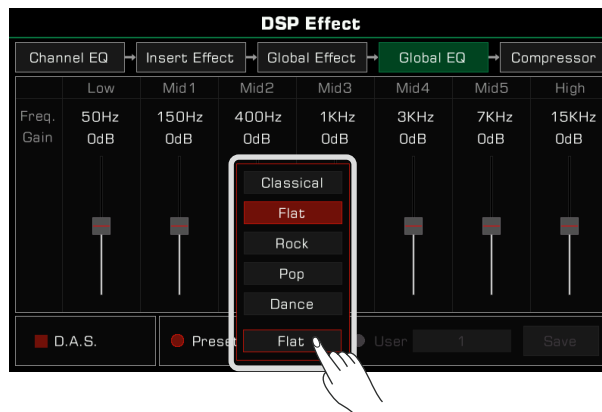 DSP Effect
Channel EQ Insert Effect Global Effect Global EQ Compressor
Low Mid1 Mid2 Mid3 Mid4 Mid5 High
Freq. 50Hz 150Hz 400Hz 1KHz 3KHz 7KHz 15KHz
Gain 0dB 0dB 0dB 0dB 0dB 0dB 0dB
Classical
Flat
Rock
Pop
Dance
D.A.S. Preset Flat User 1 Save